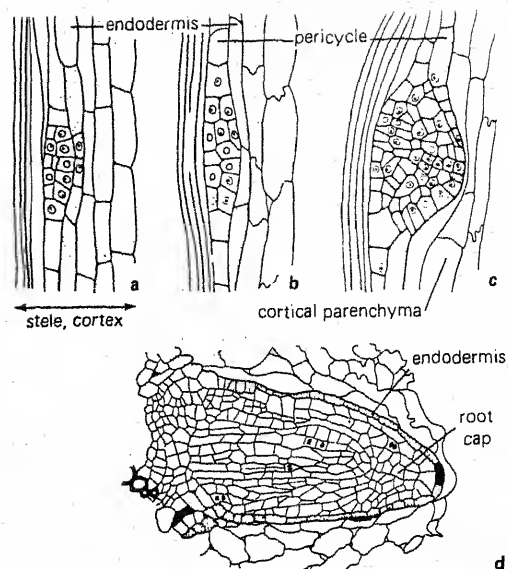 endodermis
pericycle
a
b
c
stele, cortex
cortical parenchyma
endodermis
root
cap
d